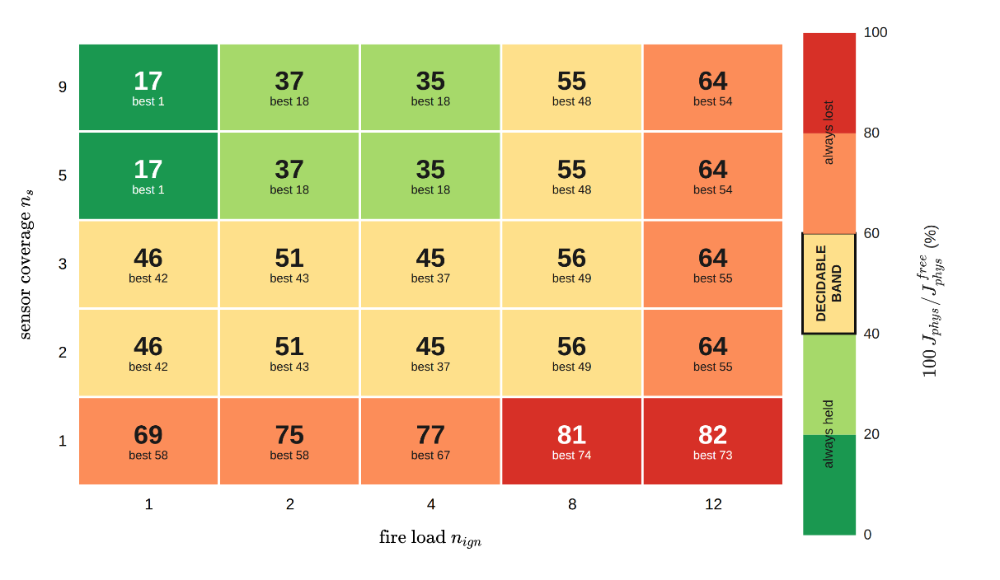 9
17
best 1
37
best 18
35
best 18
55
best 48
64
best 54
5
17
best 1
37
best 18
35
best 18
55
best 48
64
best 54
3
46
best 42
51
best 43
45
best 37
56
best 49
64
best 55
2
46
best 42
51
best 43
45
best 37
56
best 49
64
best 55
1
69
best 58
75
best 58
77
best 67
81
best 74
82
best 73
1 2 4 8 12
fire load n_ign
sensor coverage n_s
100
80
60
40
20
0
always lost
DECIDABLE
BAND
always held
100 J_phys / J_phys^free (%)